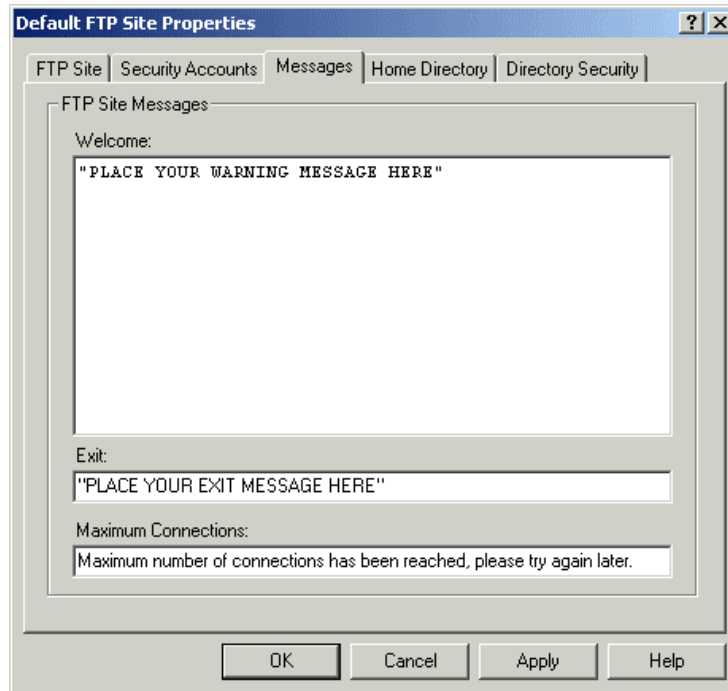 Default FTP Site Properties
FTP Site Security Accounts Messages Home Directory Directory Security
FTP Site Messages
Welcome:
"PLACE YOUR WARNING MESSAGE HERE"
Exit:
"PLACE YOUR EXIT MESSAGE HERE"
Maximum Connections:
Maximum number of connections has been reached, please try again later.
OK Cancel Apply Help